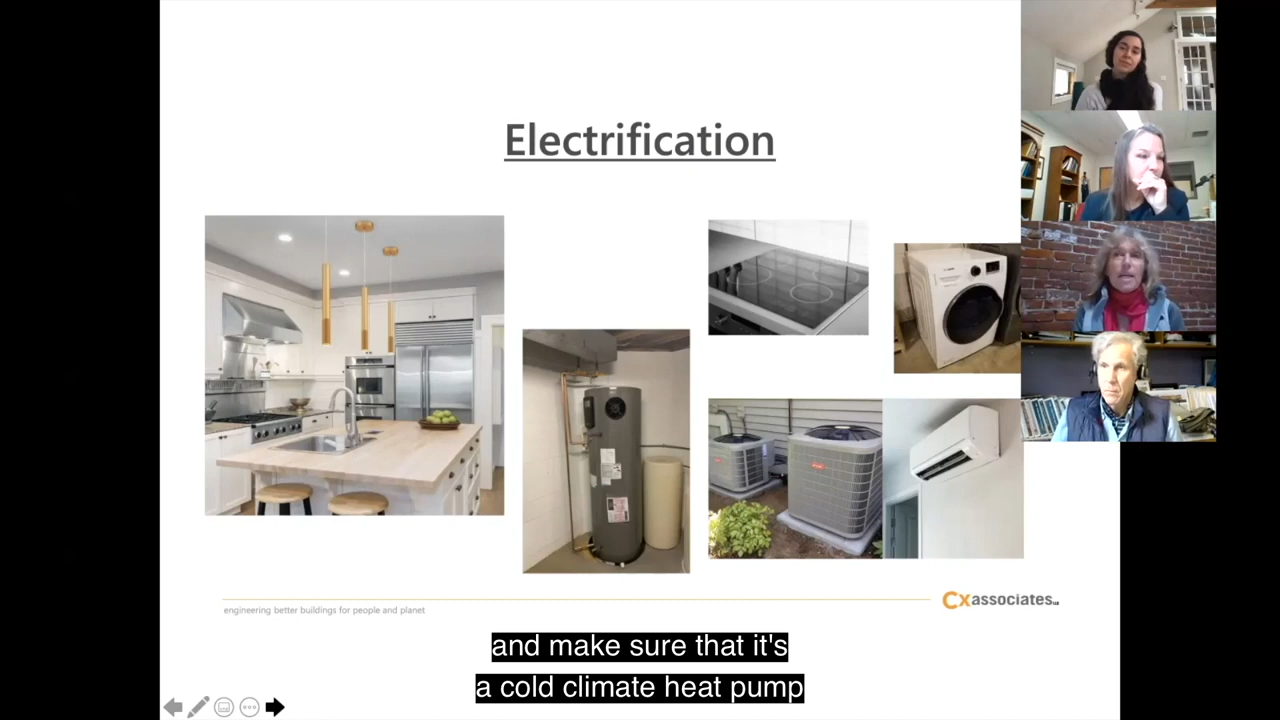 Electrification
engineering better buildings for people and planet
Cxassociates
and make sure that it's
a cold climate heat pump